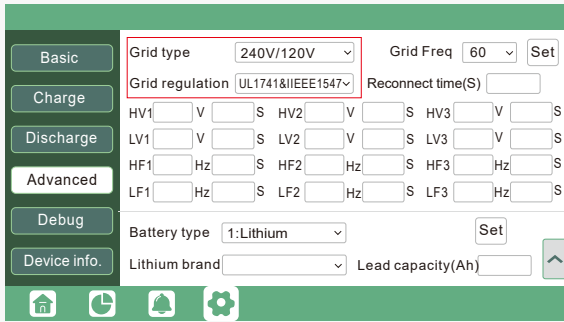 Basic
Charge
Discharge
Advanced
Debug
Device info.
Grid type 240V/120V Grid Freq 60 Set
Grid regulation UL1741&IIEEE1547 Reconnect time(S)
HV1 V S HV2 V S HV3 V S
LV1 V S LV2 V S LV3 V S
HF1 Hz S HF2 Hz S HF3 Hz S
LF1 Hz S LF2 Hz S LF3 Hz S
Battery type 1:Lithium Set
Lithium brand Lead capacity(Ah)